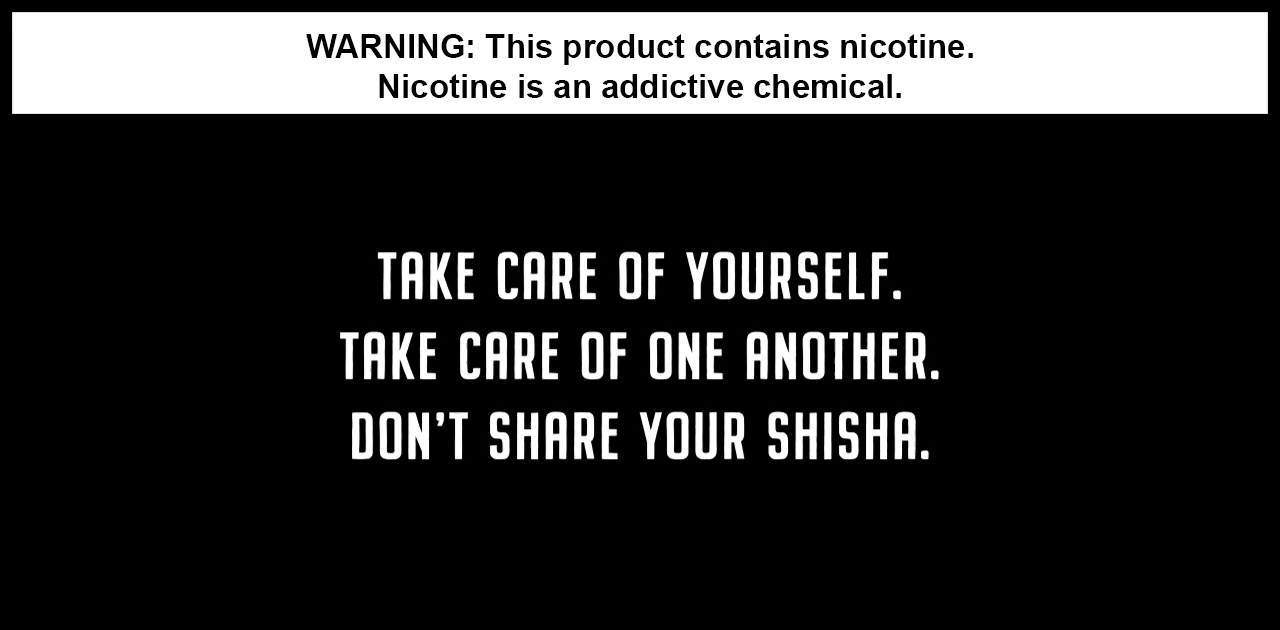 WARNING: This product contains nicotine.
Nicotine is an addictive chemical.
TAKE CARE OF YOURSELF.
TAKE CARE OF ONE ANOTHER.
DON’T SHARE YOUR SHISHA.